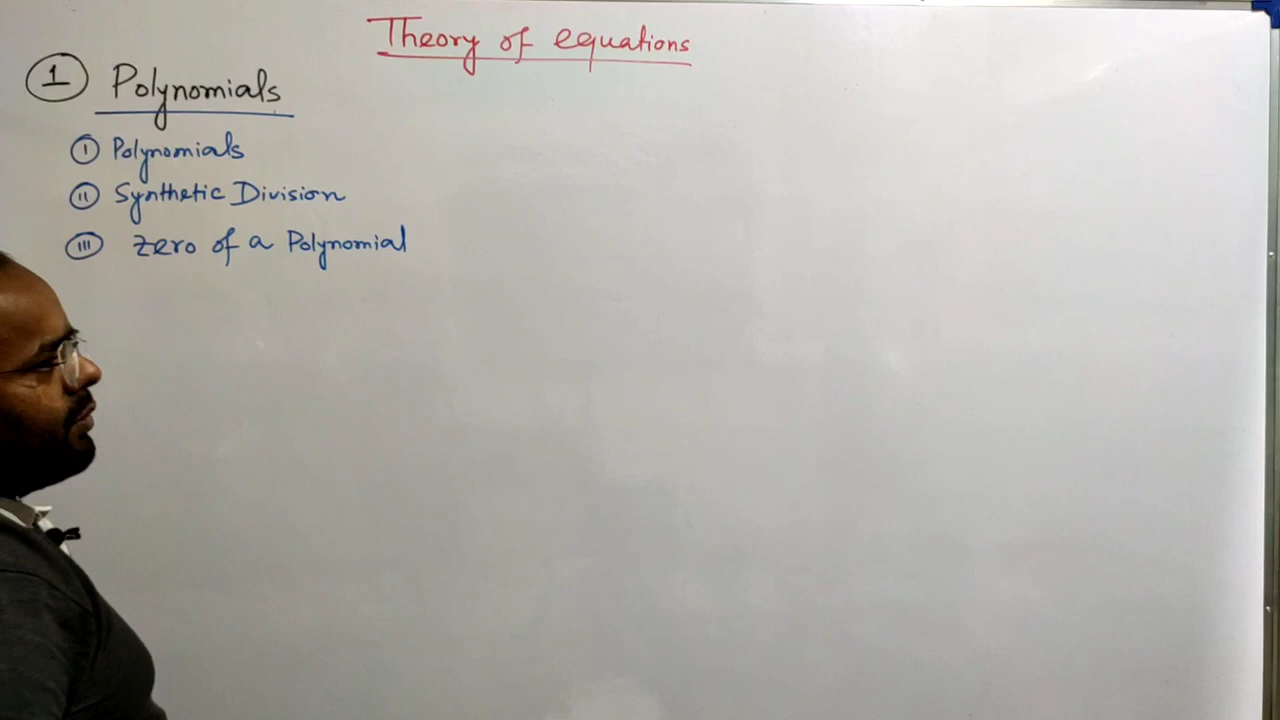 Theory of equations
1 Polynomials
I Polynomials
II Synthetic Division
III Zero of a Polynomial